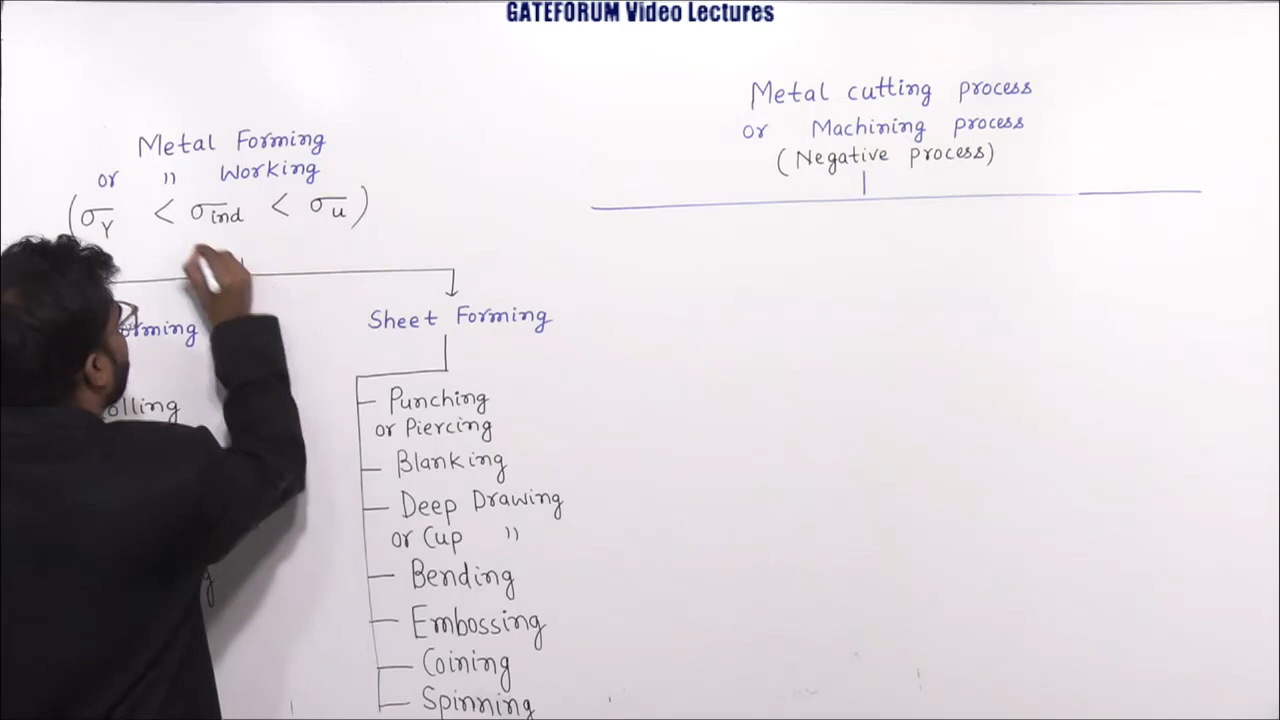 GATEFORUM Video Lectures
Metal Forming
or " Working
(σY < σind < σu)
Sheet Forming
Punching
or Piercing
Blanking
Deep Drawing
or Cup "
Bending
Embossing
Coining
Spinning
Metal cutting process
or Machining process
(Negative process)